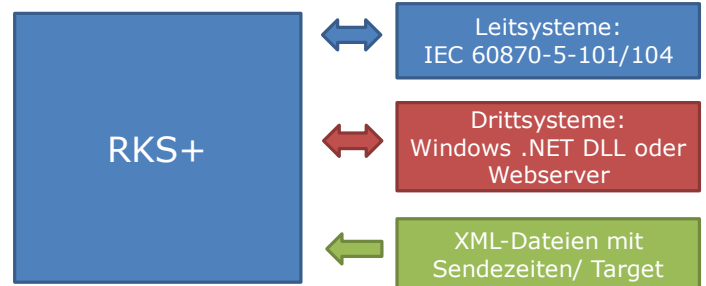 RKS+
Leitsysteme:
IEC 60870-5-101/104
Drittsysteme:
Windows .NET DLL oder
Webserver
XML-Dateien mit
Sendezeiten/ Target